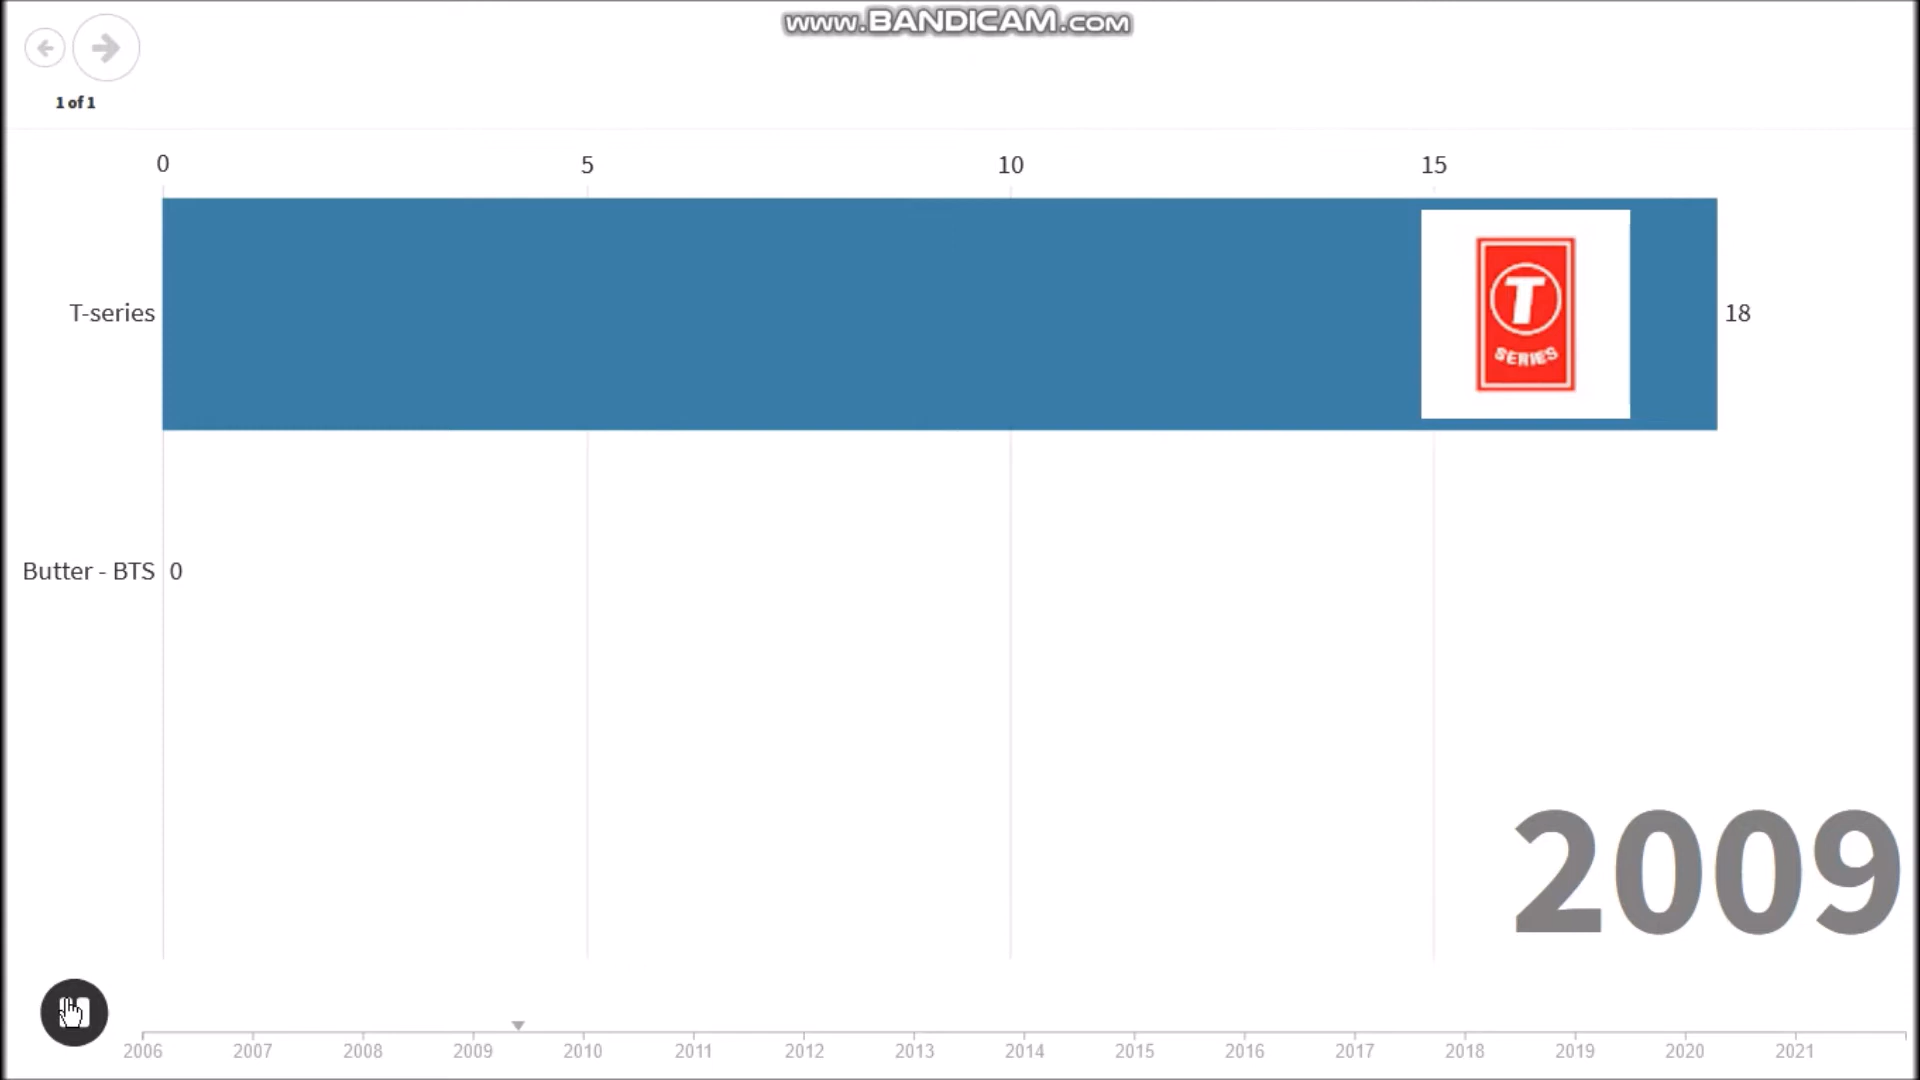 www.BANDICAM.com
1 of 1
0 5 10 15
T-series 18
T
SERIES
Butter - BTS 0
2009
2006 2007 2008 2009 2010 2011 2012 2013 2014 2015 2016 2017 2018 2019 2020 2021